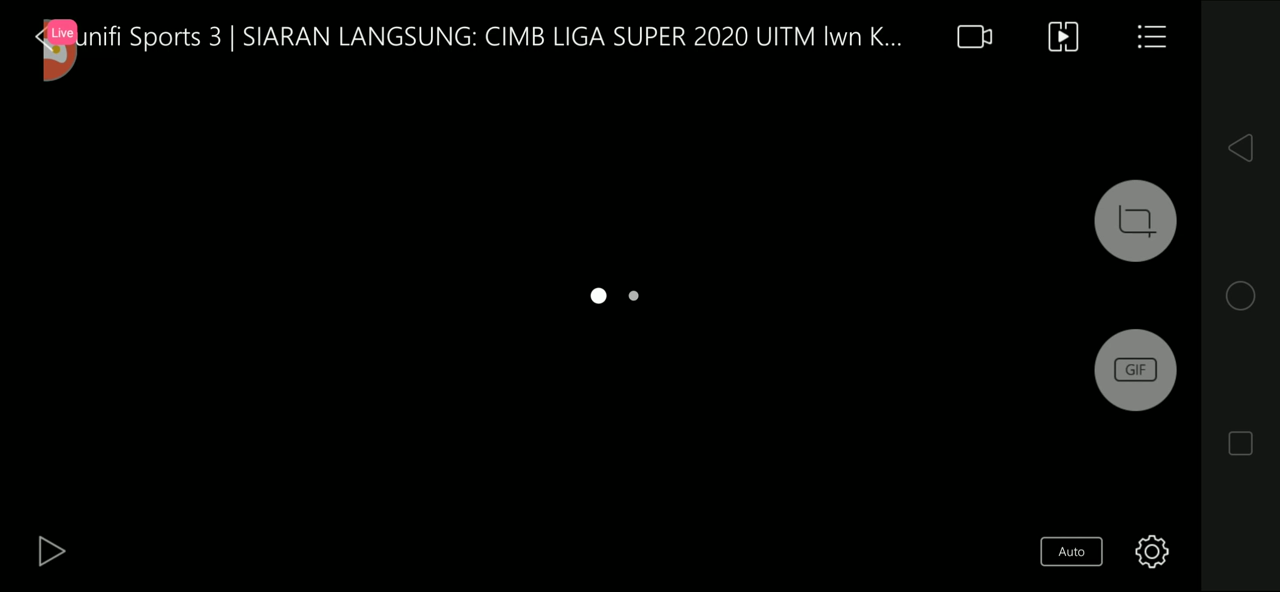 Live
unifi Sports 3 | SIARAN LANGSUNG: CIMB LIGA SUPER 2020 UITM lwn K...
GIF
Auto